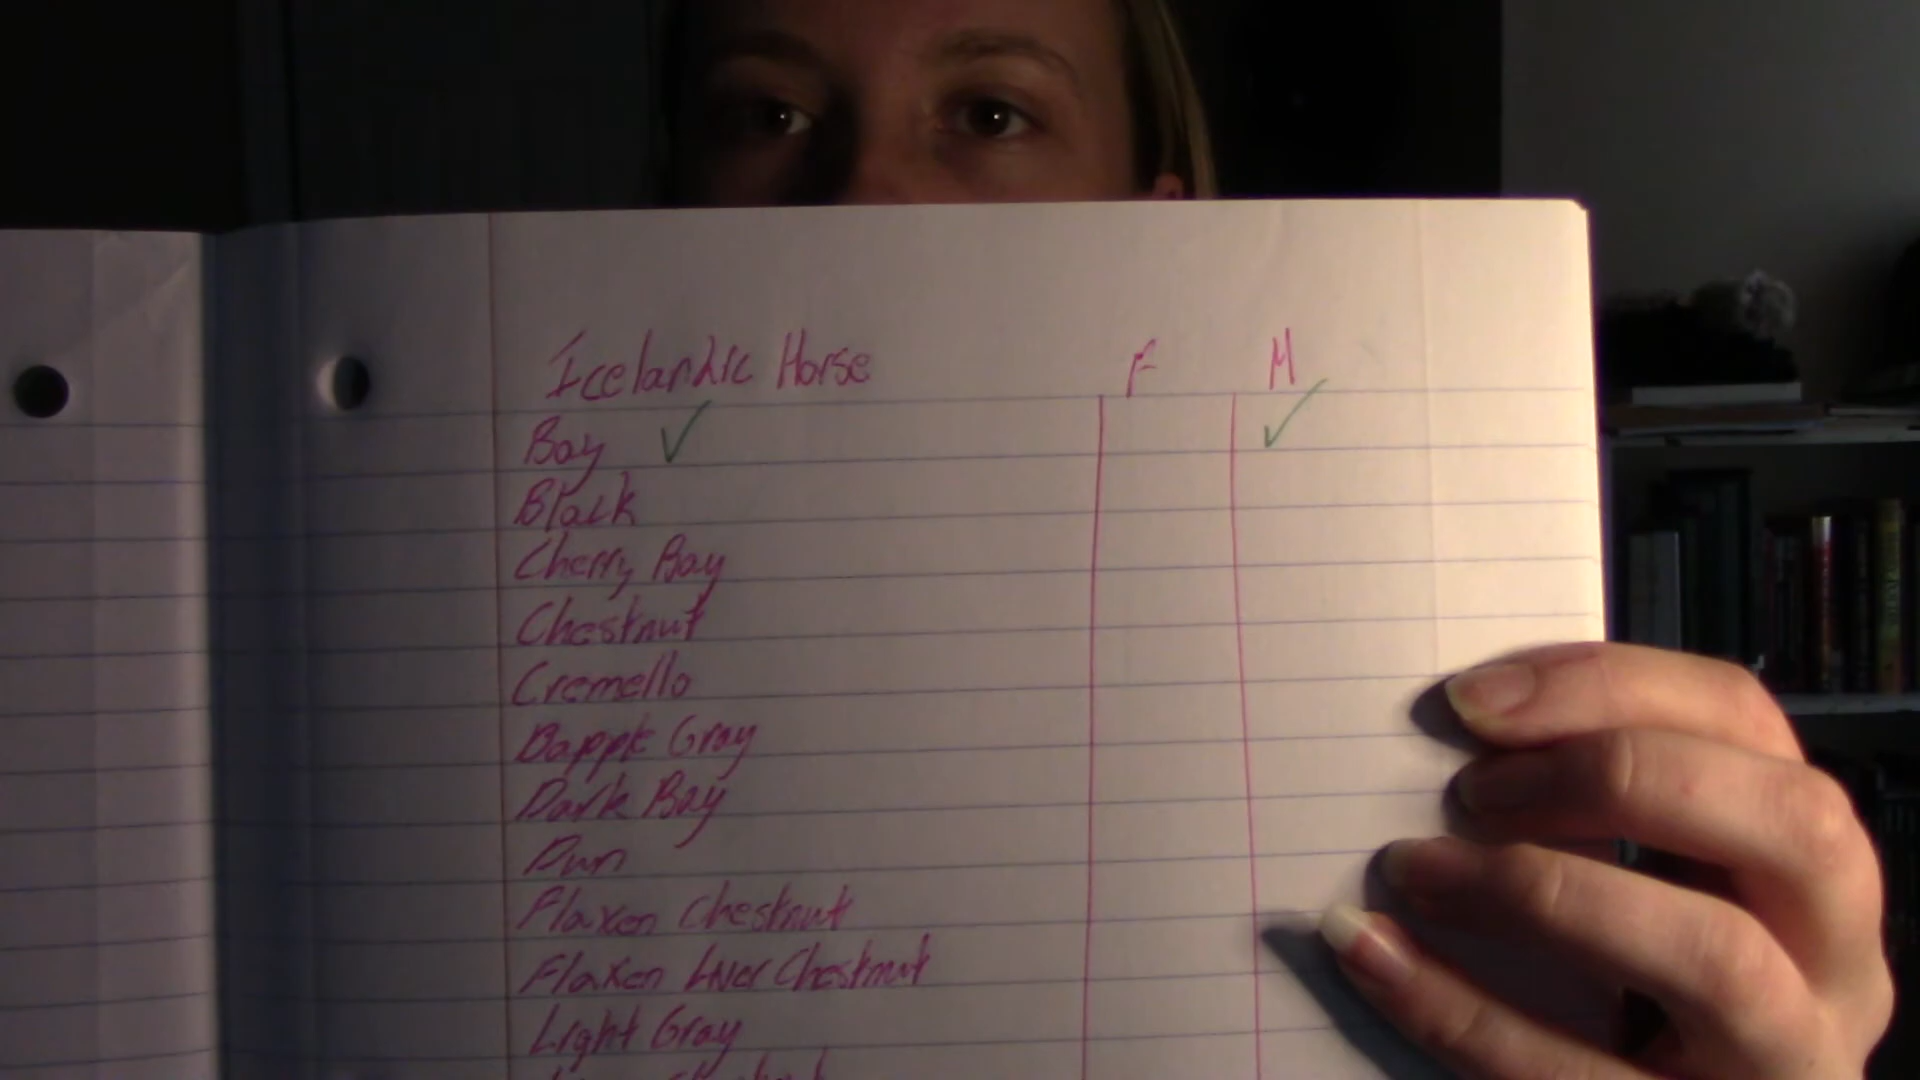 Icelandic Horse F M
Bay ✓ ✓
Black
Cherry Bay
Chestnut
Cremello
Dapple Gray
Dark Bay
Dun
Flaxen Chestnut
Flaxen Liver Chestnut
Light Gray